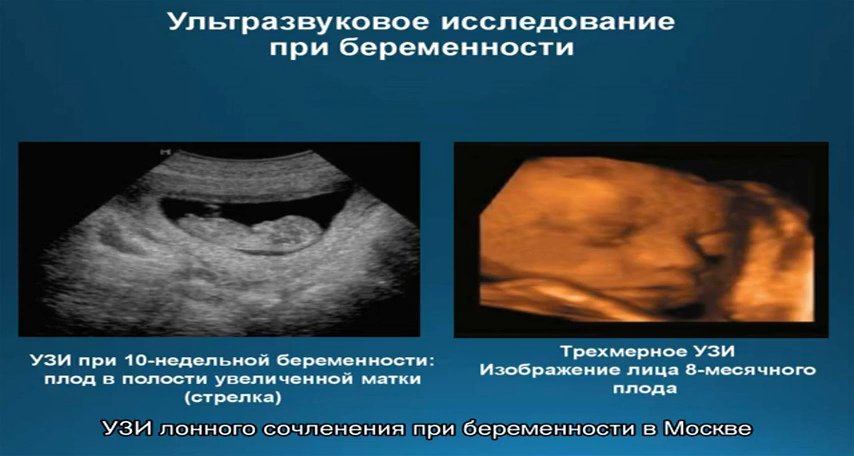 Ультразвуковое исследование
при беременности
УЗИ при 10-недельной беременности:
плод в полости увеличенной матки
(стрелка)
Трехмерное УЗИ
Изображение лица 8-месячного
плода
УЗИ лонного сочленения при беременности в Москве